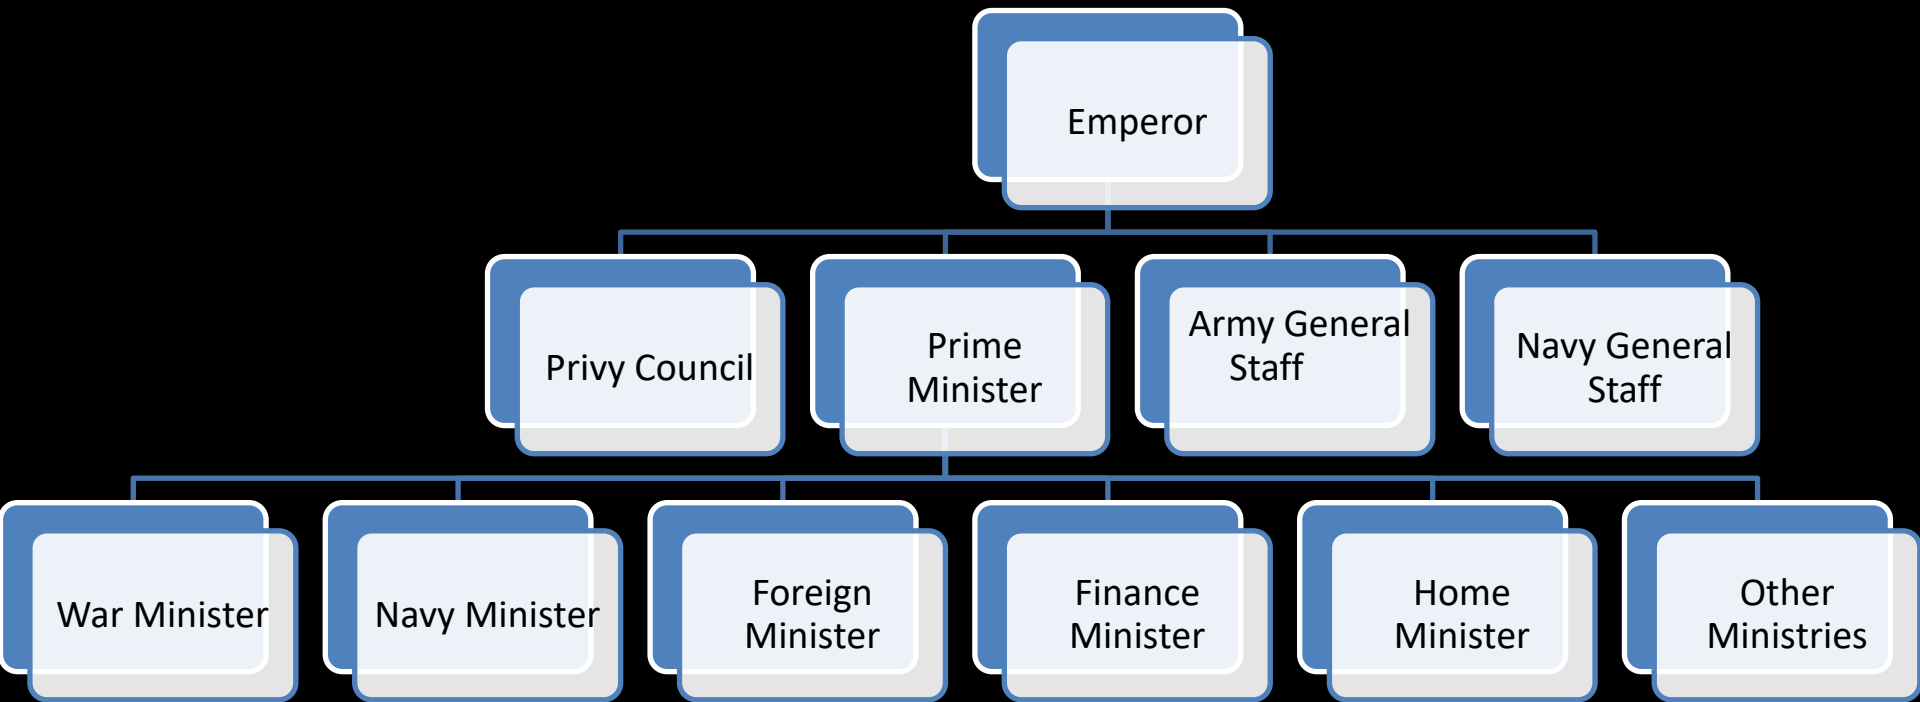 Emperor
Privy Council
Prime
Minister
Army General
Staff
Navy General
Staff
War Minister
Navy Minister
Foreign
Minister
Finance
Minister
Home
Minister
Other
Ministries